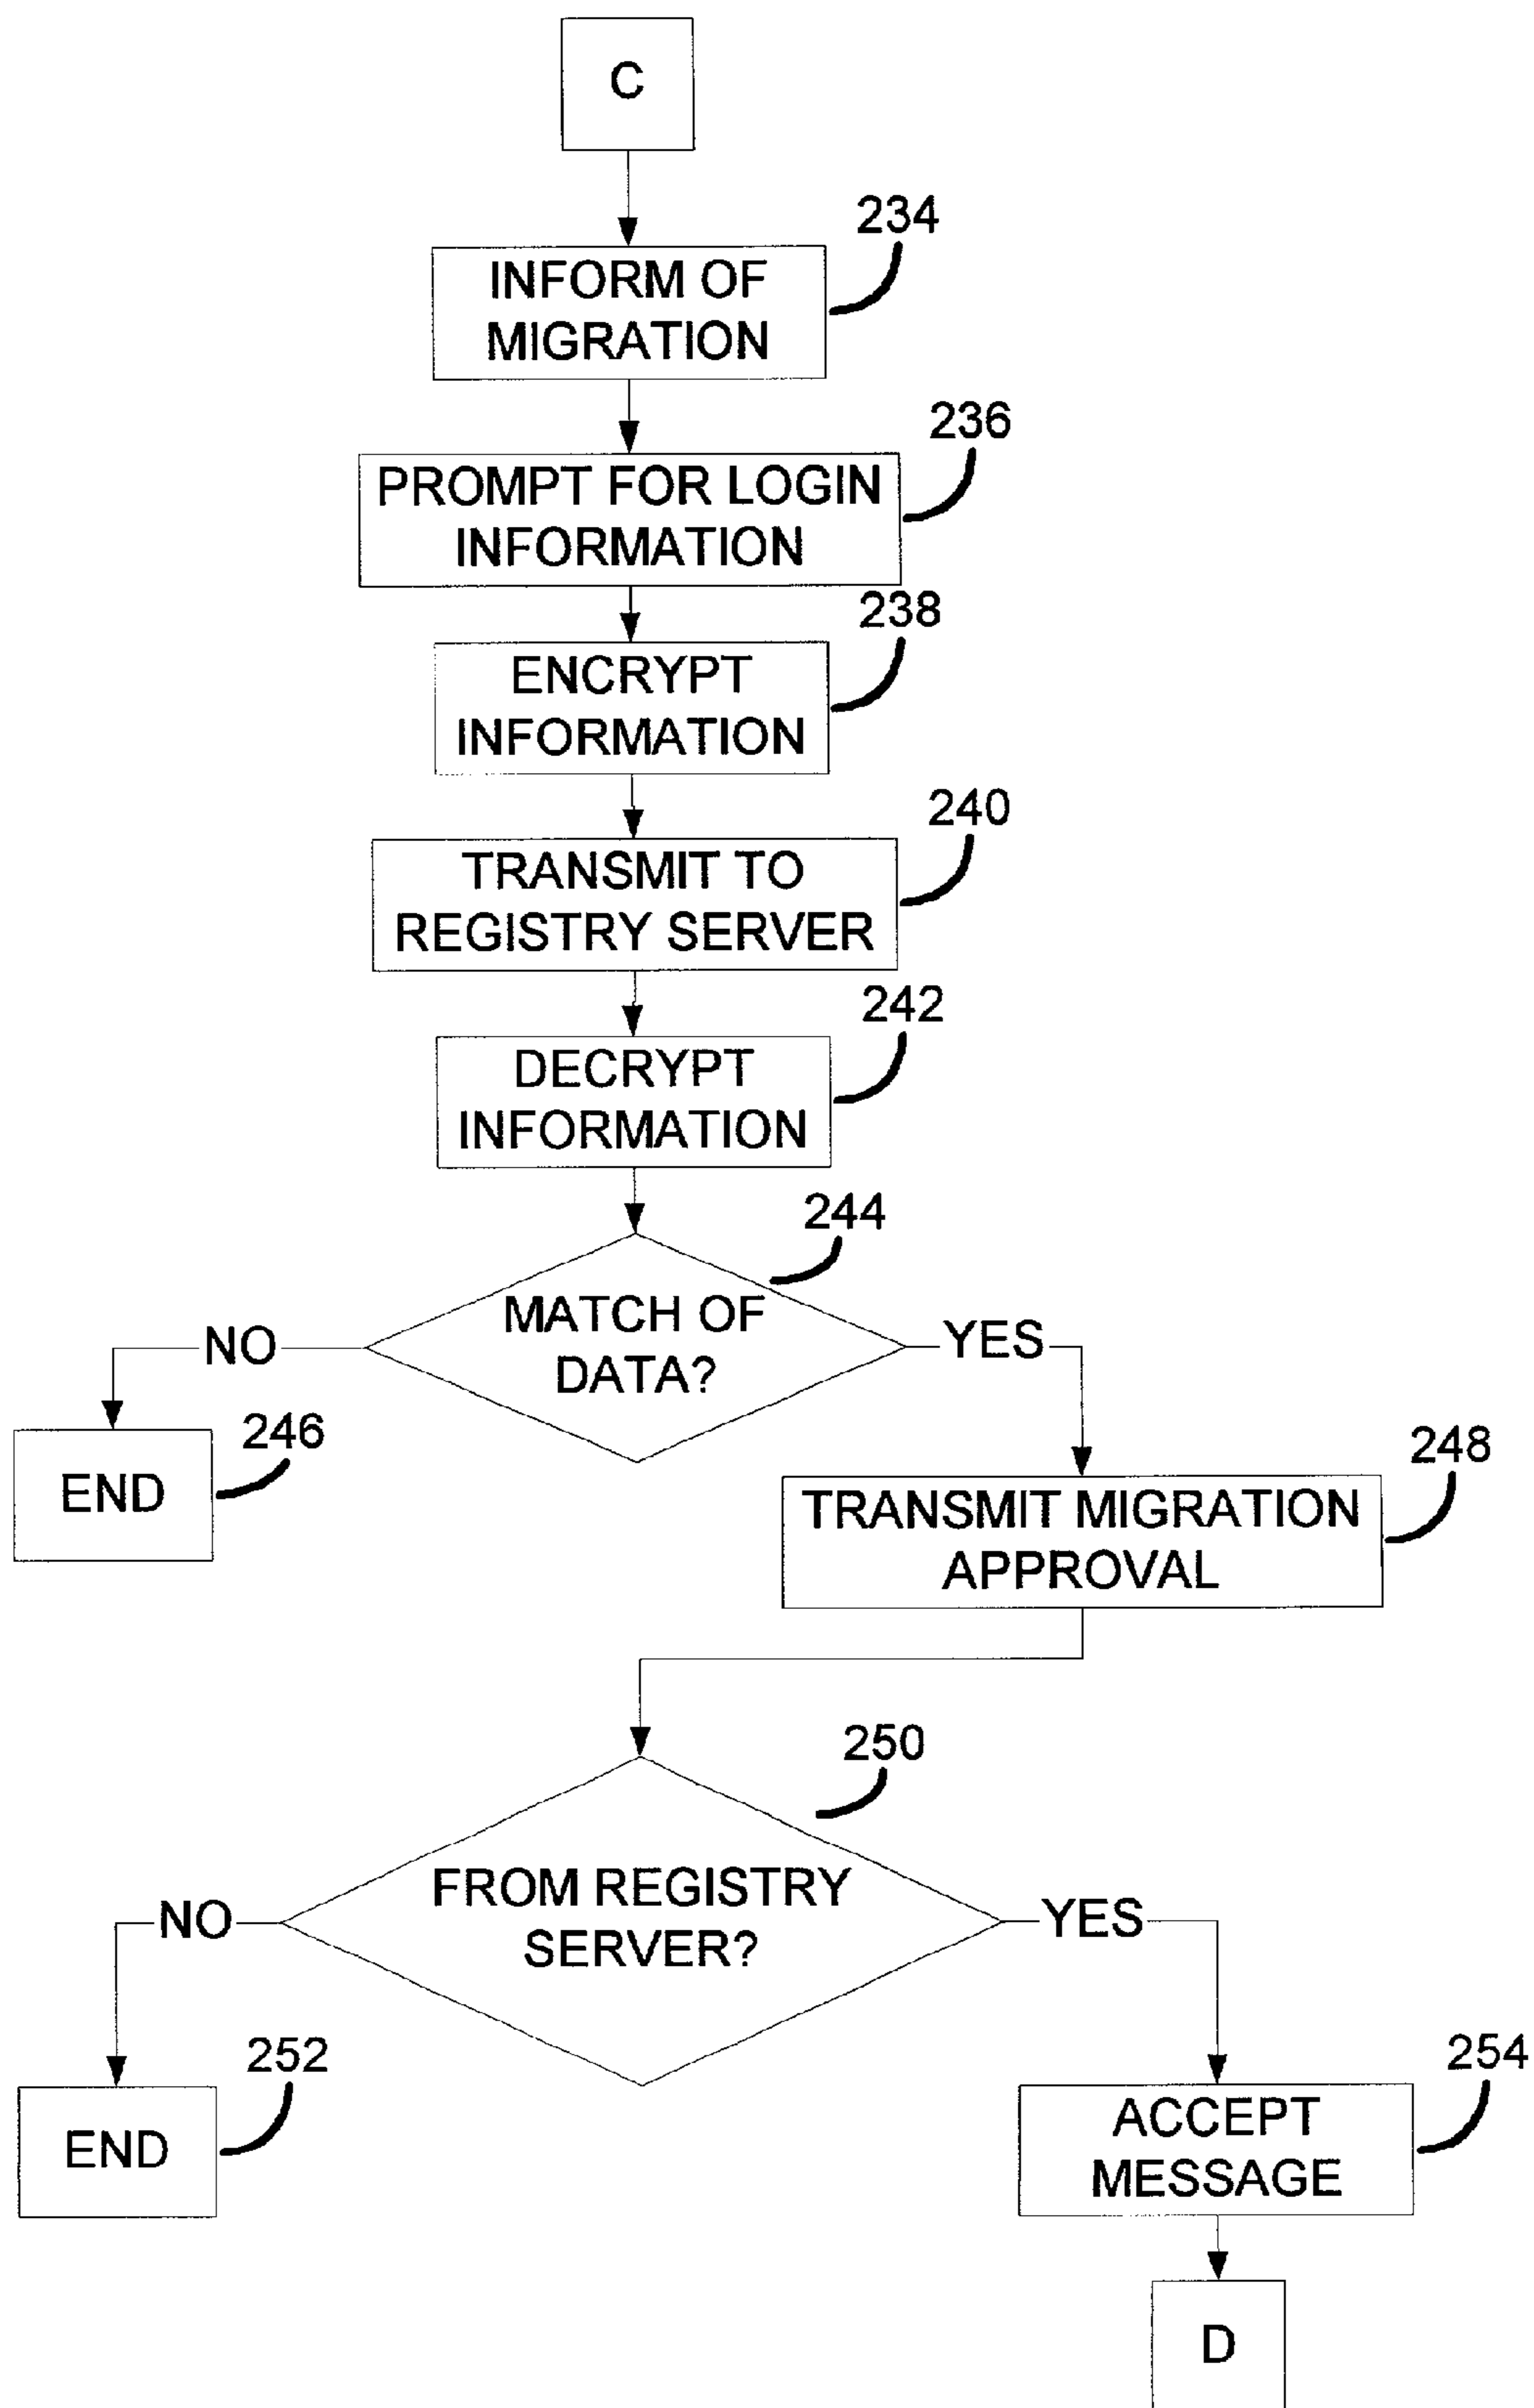 C
234
INFORM OF
MIGRATION
236
PROMPT FOR LOGIN
INFORMATION
238
ENCRYPT
INFORMATION
240
TRANSMIT TO
REGISTRY SERVER
242
DECRYPT
INFORMATION
244
MATCH OF
DATA?
NO
YES
246
END
248
TRANSMIT MIGRATION
APPROVAL
250
FROM REGISTRY
SERVER?
NO
YES
252
END
254
ACCEPT
MESSAGE
D